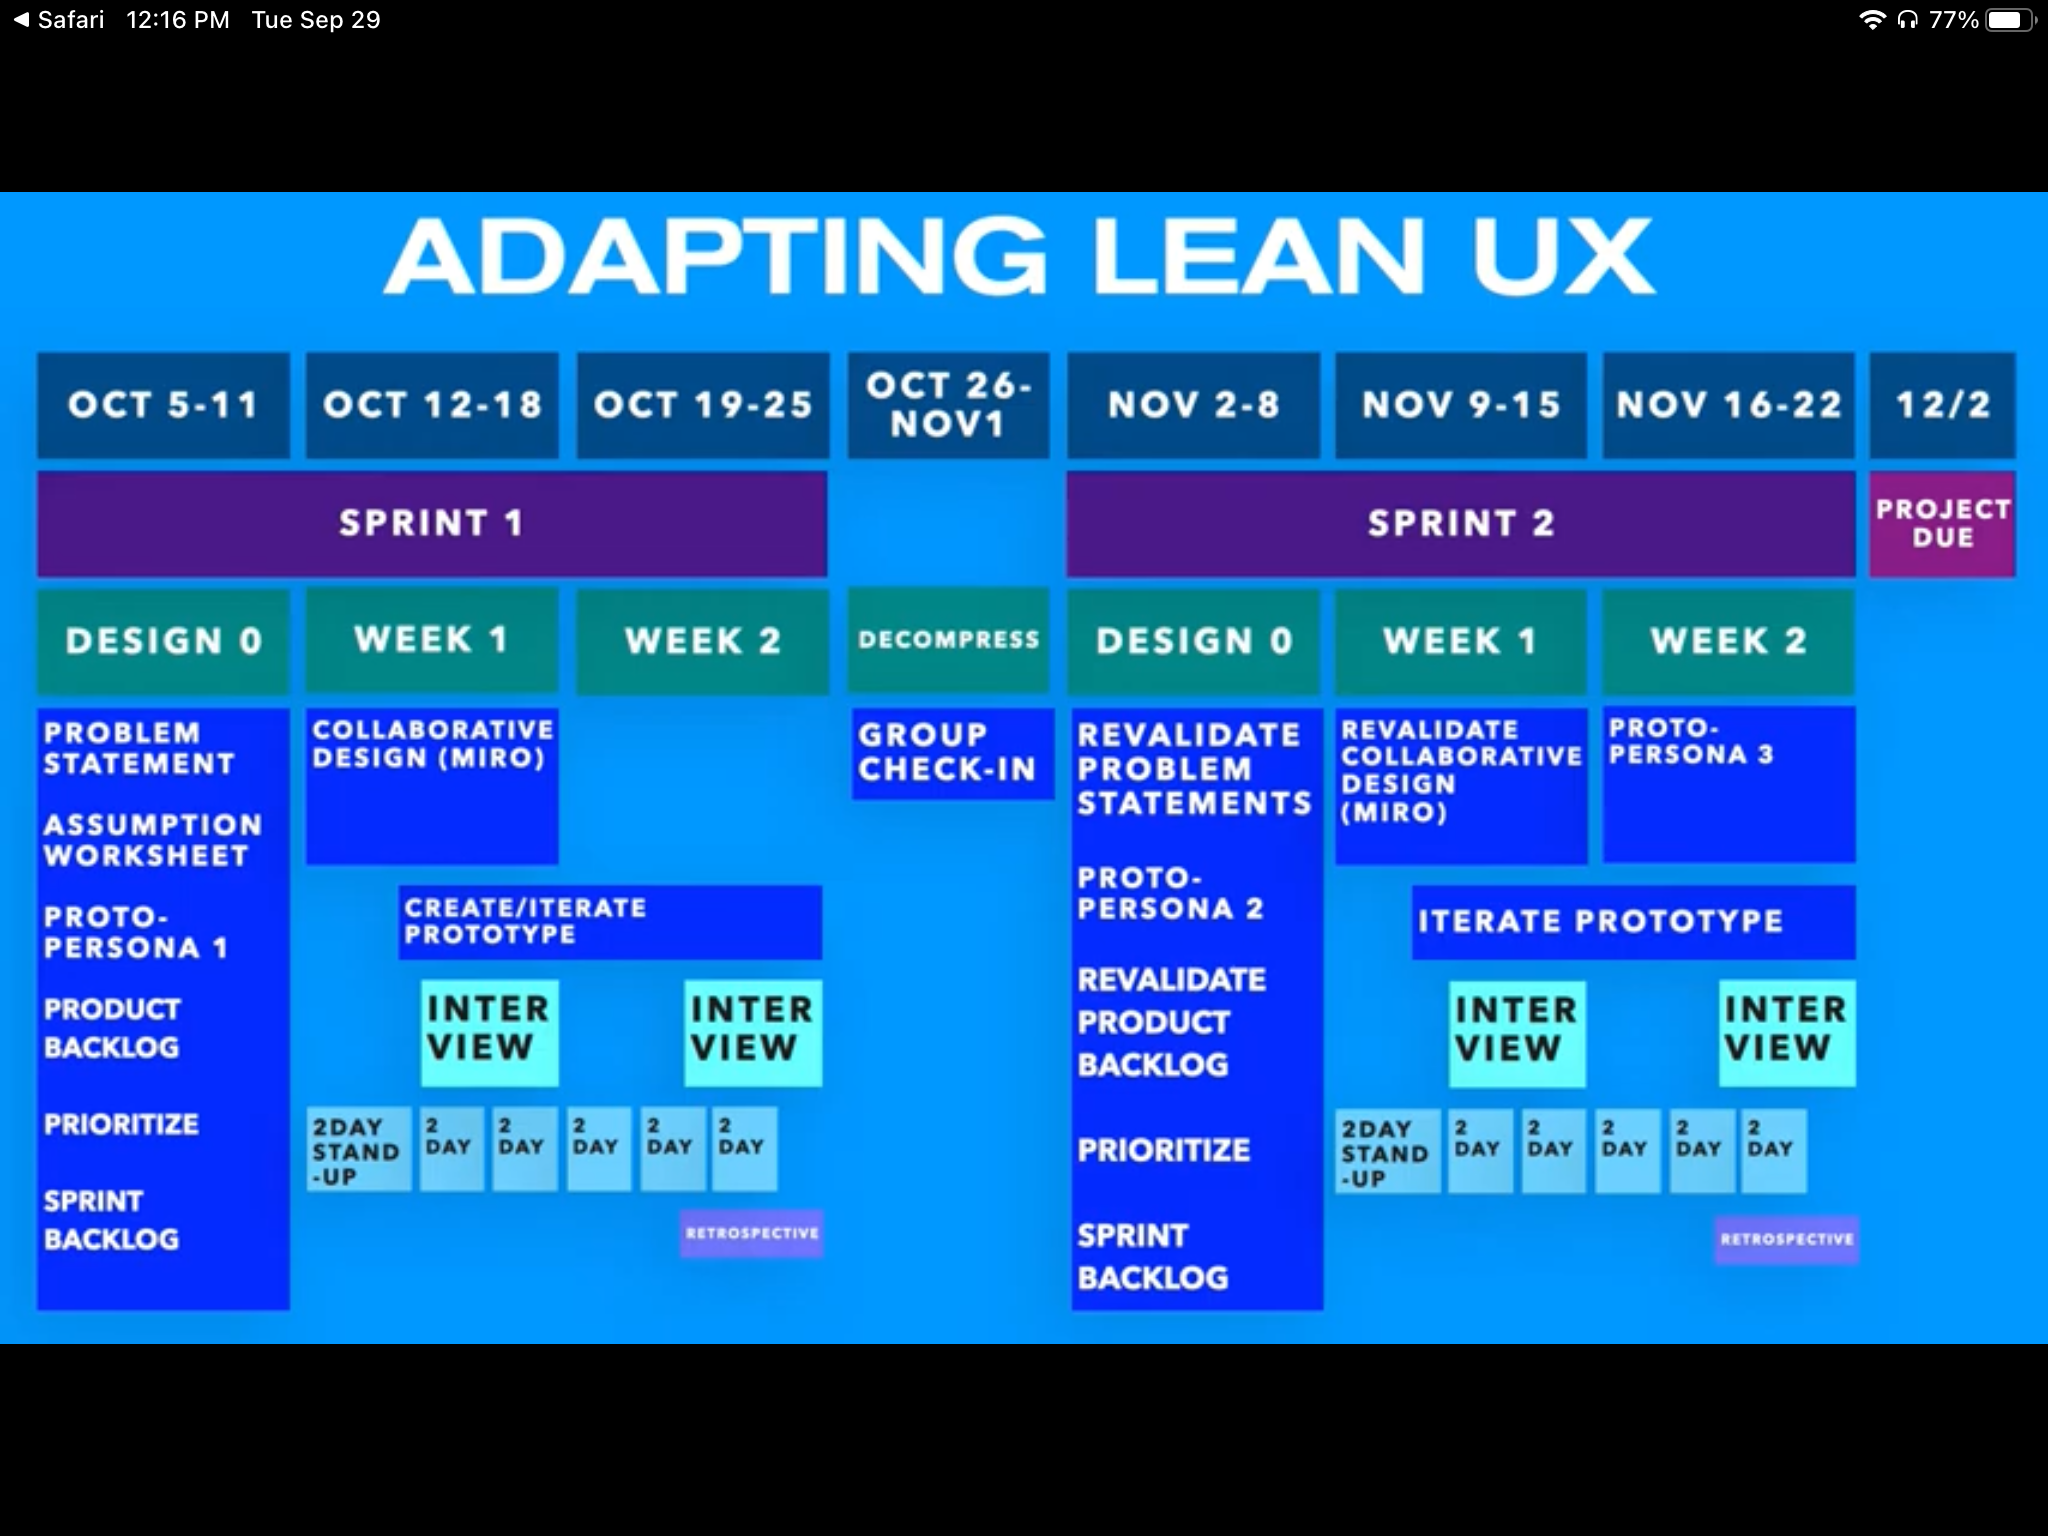 Safari 12:16 PM Tue Sep 29
77%
ADAPTING LEAN UX
OCT 5-11
OCT 12-18
OCT 19-25
OCT 26-
NOV1
NOV 2-8
NOV 9-15
NOV 16-22
12/2
SPRINT 1
SPRINT 2
PROJECT
DUE
DESIGN 0
WEEK 1
WEEK 2
DECOMPRESS
DESIGN 0
WEEK 1
WEEK 2
PROBLEM
STATEMENT
ASSUMPTION
WORKSHEET
PROTO-
PERSONA 1
PRODUCT
BACKLOG
PRIORITIZE
SPRINT
BACKLOG
COLLABORATIVE
DESIGN (MIRO)
CREATE/ITERATE
PROTOTYPE
INTER
VIEW
INTER
VIEW
2DAY
STAND
-UP
2
DAY
2
DAY
2
DAY
2
DAY
2
DAY
RETROSPECTIVE
GROUP
CHECK-IN
REVALIDATE
PROBLEM
STATEMENTS
PROTO-
PERSONA 2
REVALIDATE
PRODUCT
BACKLOG
PRIORITIZE
SPRINT
BACKLOG
REVALIDATE
COLLABORATIVE
DESIGN
(MIRO)
PROTO-
PERSONA 3
ITERATE PROTOTYPE
INTER
VIEW
INTER
VIEW
2DAY
STAND
-UP
2
DAY
2
DAY
2
DAY
2
DAY
2
DAY
RETROSPECTIVE